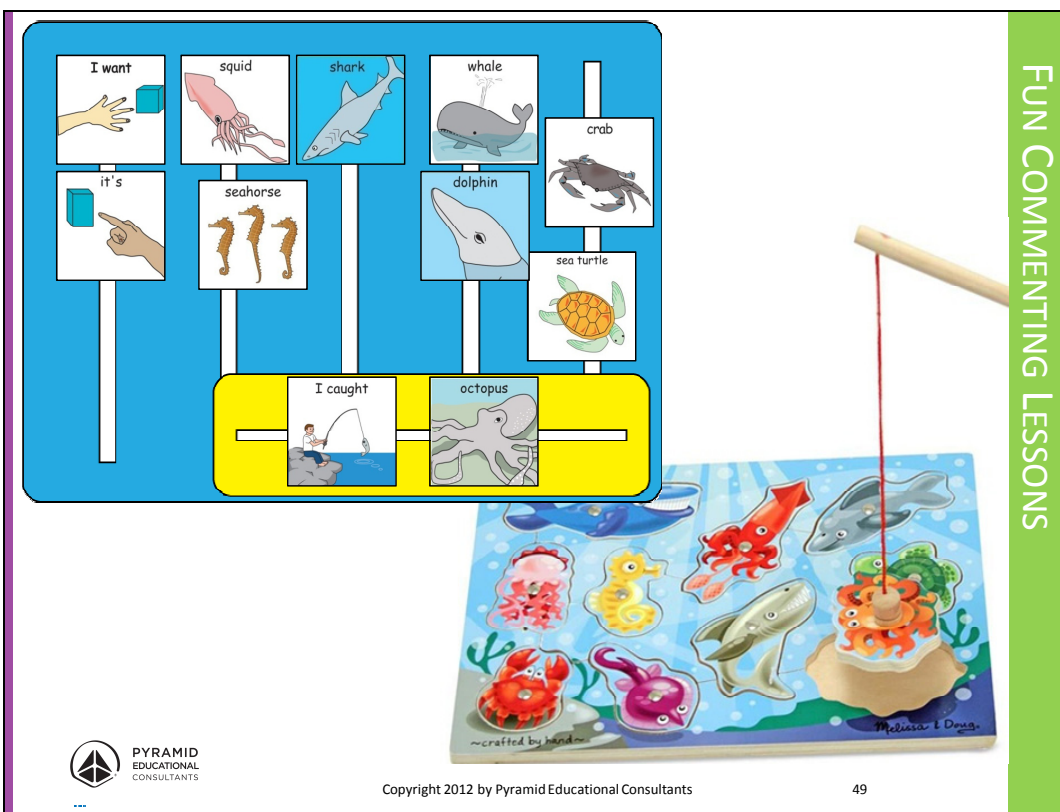 I want
squid
shark
whale
crab
it's
seahorse
dolphin
sea turtle
I caught
octopus
FUN COMMENTING LESSONS
~crafted by hand~
Melissa & Doug.
PYRAMID
EDUCATIONAL
CONSULTANTS
Copyright 2012 by Pyramid Educational Consultants
49